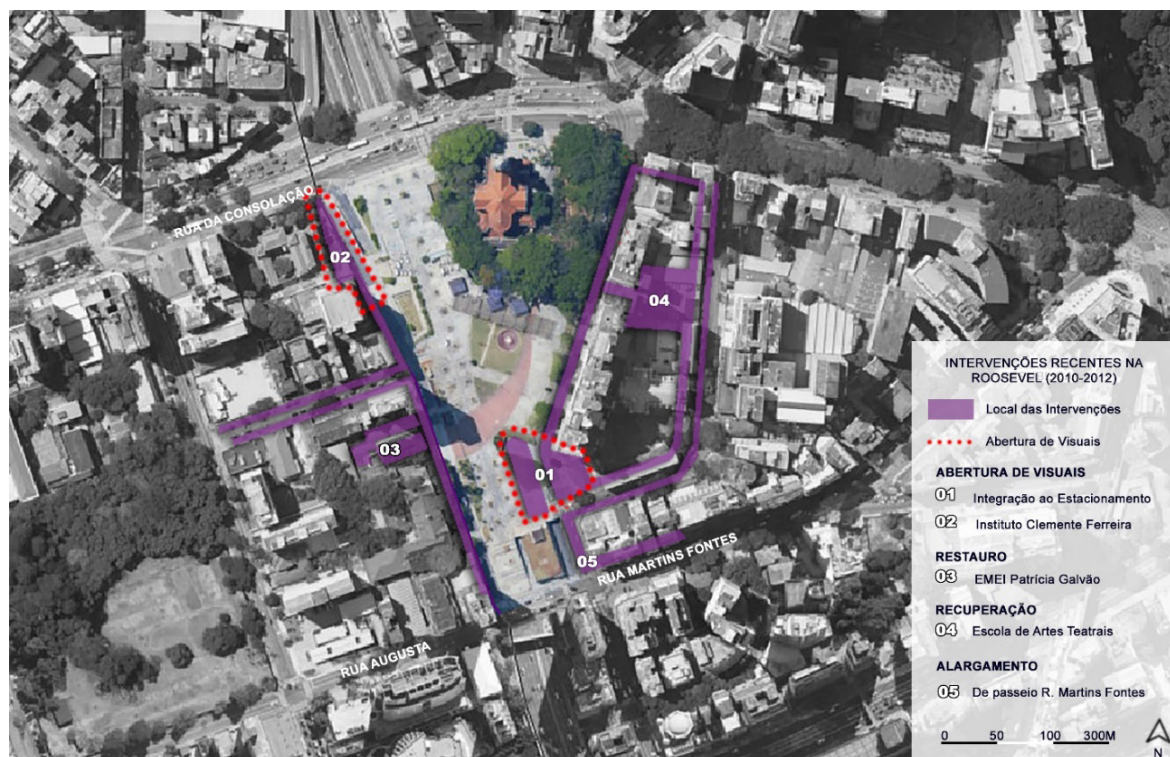 RUA DA CONSOLAÇÃO
02
04
03
01
05
RUA MARTINS FONTES
RUA AUGUSTA
INTERVENÇÕES RECENTES NA
ROOSEVEL (2010-2012)
Local das Intervenções
Abertura de Visuais
ABERTURA DE VISUAIS
01 Integração ao Estacionamento
02 Instituto Clemente Ferreira
RESTAURO
03 EMEI Patrícia Galvão
RECUPERAÇÃO
04 Escola de Artes Teatrais
ALARGAMENTO
05 De passeio R. Martins Fontes
0 50 100 300M
N